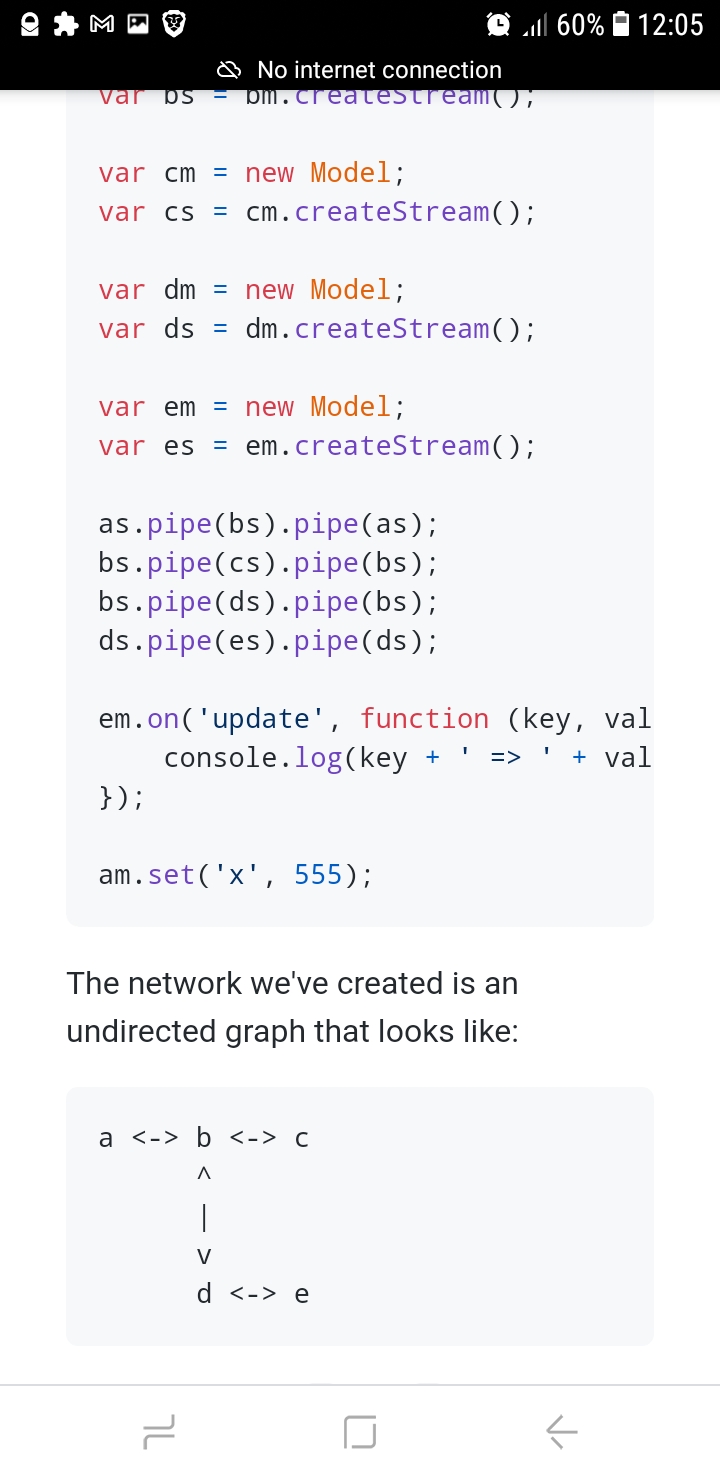 60% 12:05
No internet connection
var bs = bm.createStream();
var cm = new Model;
var cs = cm.createStream();
var dm = new Model;
var ds = dm.createStream();
var em = new Model;
var es = em.createStream();
as.pipe(bs).pipe(as);
bs.pipe(cs).pipe(bs);
bs.pipe(ds).pipe(bs);
ds.pipe(es).pipe(ds);
em.on('update', function (key, val
console.log(key + ' => ' + val
});
am.set('x', 555);
The network we've created is an
undirected graph that looks like:
a <-> b <-> c
^
|
v
d <-> e